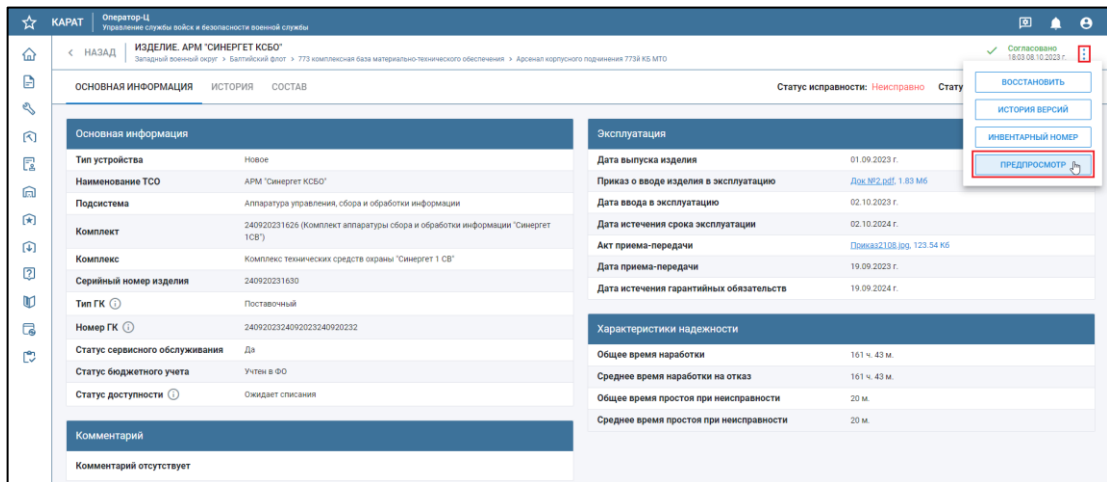 КАРАТ
Оператор-Ц
Управление службы войск и безопасности военной службы
НАЗАД
ИЗДЕЛИЕ. АРМ "СИНЕРГЕТ КСБО"
Западный военный округ > Балтийский флот > 773 комплексная база материально-технического обеспечения > Арсенал корпусного подчинения 773й КБ МТО
Согласовано
18:03 08.10.2023 г.
ОСНОВНАЯ ИНФОРМАЦИЯ ИСТОРИЯ СОСТАВ
Статус исправности: Неисправно Стату
ВОССТАНОВИТЬ
ИСТОРИЯ ВЕРСИЙ
ИНВЕНТАРНЫЙ НОМЕР
ПРЕДПРОСМОТР
Основная информация
Тип устройства Новое
Наименование ТСО АРМ "Синергет КСБО"
Подсистема Аппаратура управления, сбора и обработки информации
Комплект 240920231626 (Комплект аппаратуры сбора и обработки информации "Синергет
1СВ")
Комплекс Комплекс технических средств охраны "Синергет 1 СВ"
Серийный номер изделия 240920231630
Тип ГК Поставочный
Номер ГК 2409202324092023240920232
Статус сервисного обслуживания Да
Статус бюджетного учета Учтен в ФО
Статус доступности Ожидает списания
Комментарий
Комментарий отсутствует
Эксплуатация
Дата выпуска изделия 01.09.2023 г.
Приказ о вводе изделия в эксплуатацию Док №2.pdf, 1.83 Мб
Дата ввода в эксплуатацию 02.10.2023 г.
Дата истечения срока эксплуатации 02.10.2024 г.
Акт приема-передачи Приказ2108.jpg, 123.54 Кб
Дата приема-передачи 19.09.2023 г.
Дата истечения гарантийных обязательств 19.09.2024 г.
Характеристики надежности
Общее время наработки 161 ч. 43 м.
Среднее время наработки на отказ 161 ч. 43 м.
Общее время простоя при неисправности 20 м.
Среднее время простоя при неисправности 20 м.